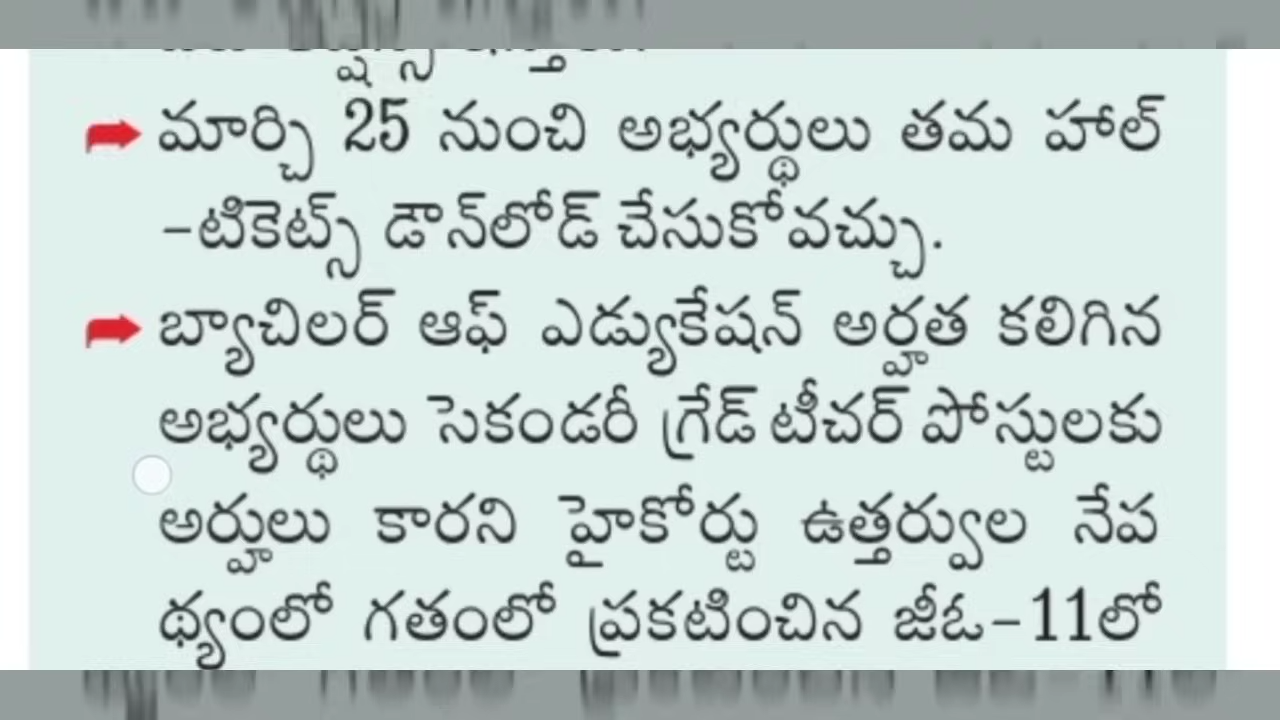 మార్చి 25 నుంచి అభ్యర్థులు తమ హాల్
-టికెట్స్ డౌన్‌లోడ్ చేసుకోవచ్చు.
బ్యాచిలర్ ఆఫ్ ఎడ్యుకేషన్ అర్హత కలిగిన
అభ్యర్థులు సెకండరీ గ్రేడ్ టీచర్ పోస్టులకు
అర్హులు కారని హైకోర్టు ఉత్తర్వుల నేప
థ్యంలో గతంలో ప్రకటించిన జీఓ-11లో